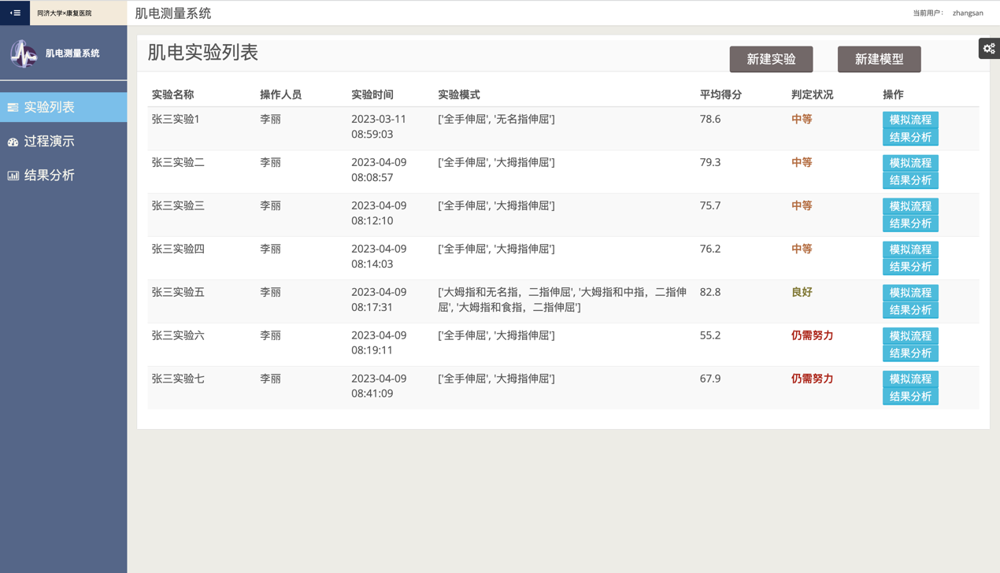 同济大学×康复医院
肌电测量系统
当前用户： zhangsan
肌电测量系统
实验列表
过程演示
结果分析
肌电实验列表
新建实验
新建模型
实验名称 操作人员 实验时间 实验模式 平均得分 判定状况 操作
张三实验1 李丽 2023-03-11 ['全手伸屈', '无名指伸屈'] 78.6 中等 模拟流程
08:59:03 结果分析
张三实验二 李丽 2023-04-09 ['全手伸屈', '大拇指伸屈'] 79.3 中等 模拟流程
08:08:57 结果分析
张三实验三 李丽 2023-04-09 ['全手伸屈', '大拇指伸屈'] 75.7 中等 模拟流程
08:12:10 结果分析
张三实验四 李丽 2023-04-09 ['全手伸屈', '大拇指伸屈'] 76.2 中等 模拟流程
08:14:03 结果分析
张三实验五 李丽 2023-04-09 ['大姆指和无名指，二指伸屈', '大姆指和中指，二指伸 82.8 良好 模拟流程
08:17:31 屈', '大姆指和食指，二指伸屈'] 结果分析
张三实验六 李丽 2023-04-09 ['全手伸屈', '大拇指伸屈'] 55.2 仍需努力 模拟流程
08:19:11 结果分析
张三实验七 李丽 2023-04-09 ['全手伸屈', '大拇指伸屈'] 67.9 仍需努力 模拟流程
08:41:09 结果分析